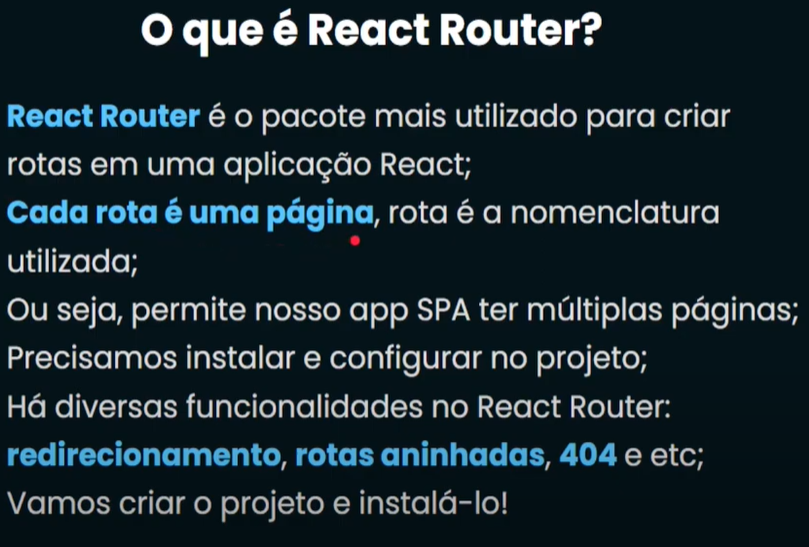 O que é React Router?
React Router é o pacote mais utilizado para criar
rotas em uma aplicação React;
Cada rota é uma página, rota é a nomenclatura
utilizada;
Ou seja, permite nosso app SPA ter múltiplas páginas;
Precisamos instalar e configurar no projeto;
Há diversas funcionalidades no React Router:
redirecionamento, rotas aninhadas, 404 e etc;
Vamos criar o projeto e instalá-lo!